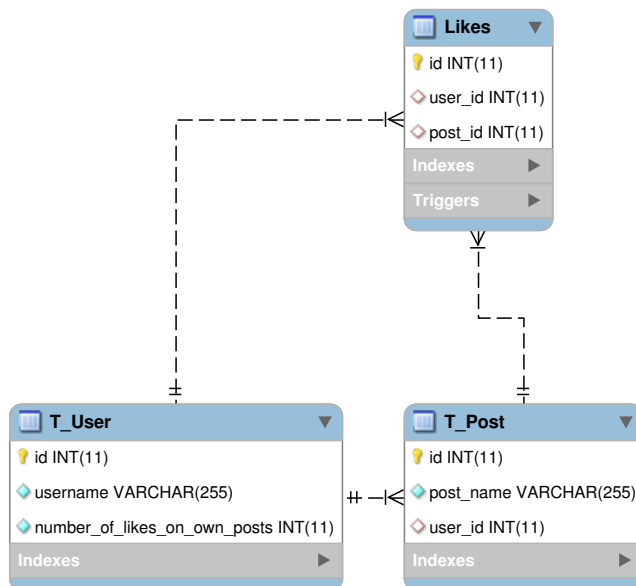 Likes
id INT(11)
user_id INT(11)
post_id INT(11)
Indexes
Triggers
T_User
id INT(11)
username VARCHAR(255)
number_of_likes_on_own_posts INT(11)
Indexes
T_Post
id INT(11)
post_name VARCHAR(255)
user_id INT(11)
Indexes